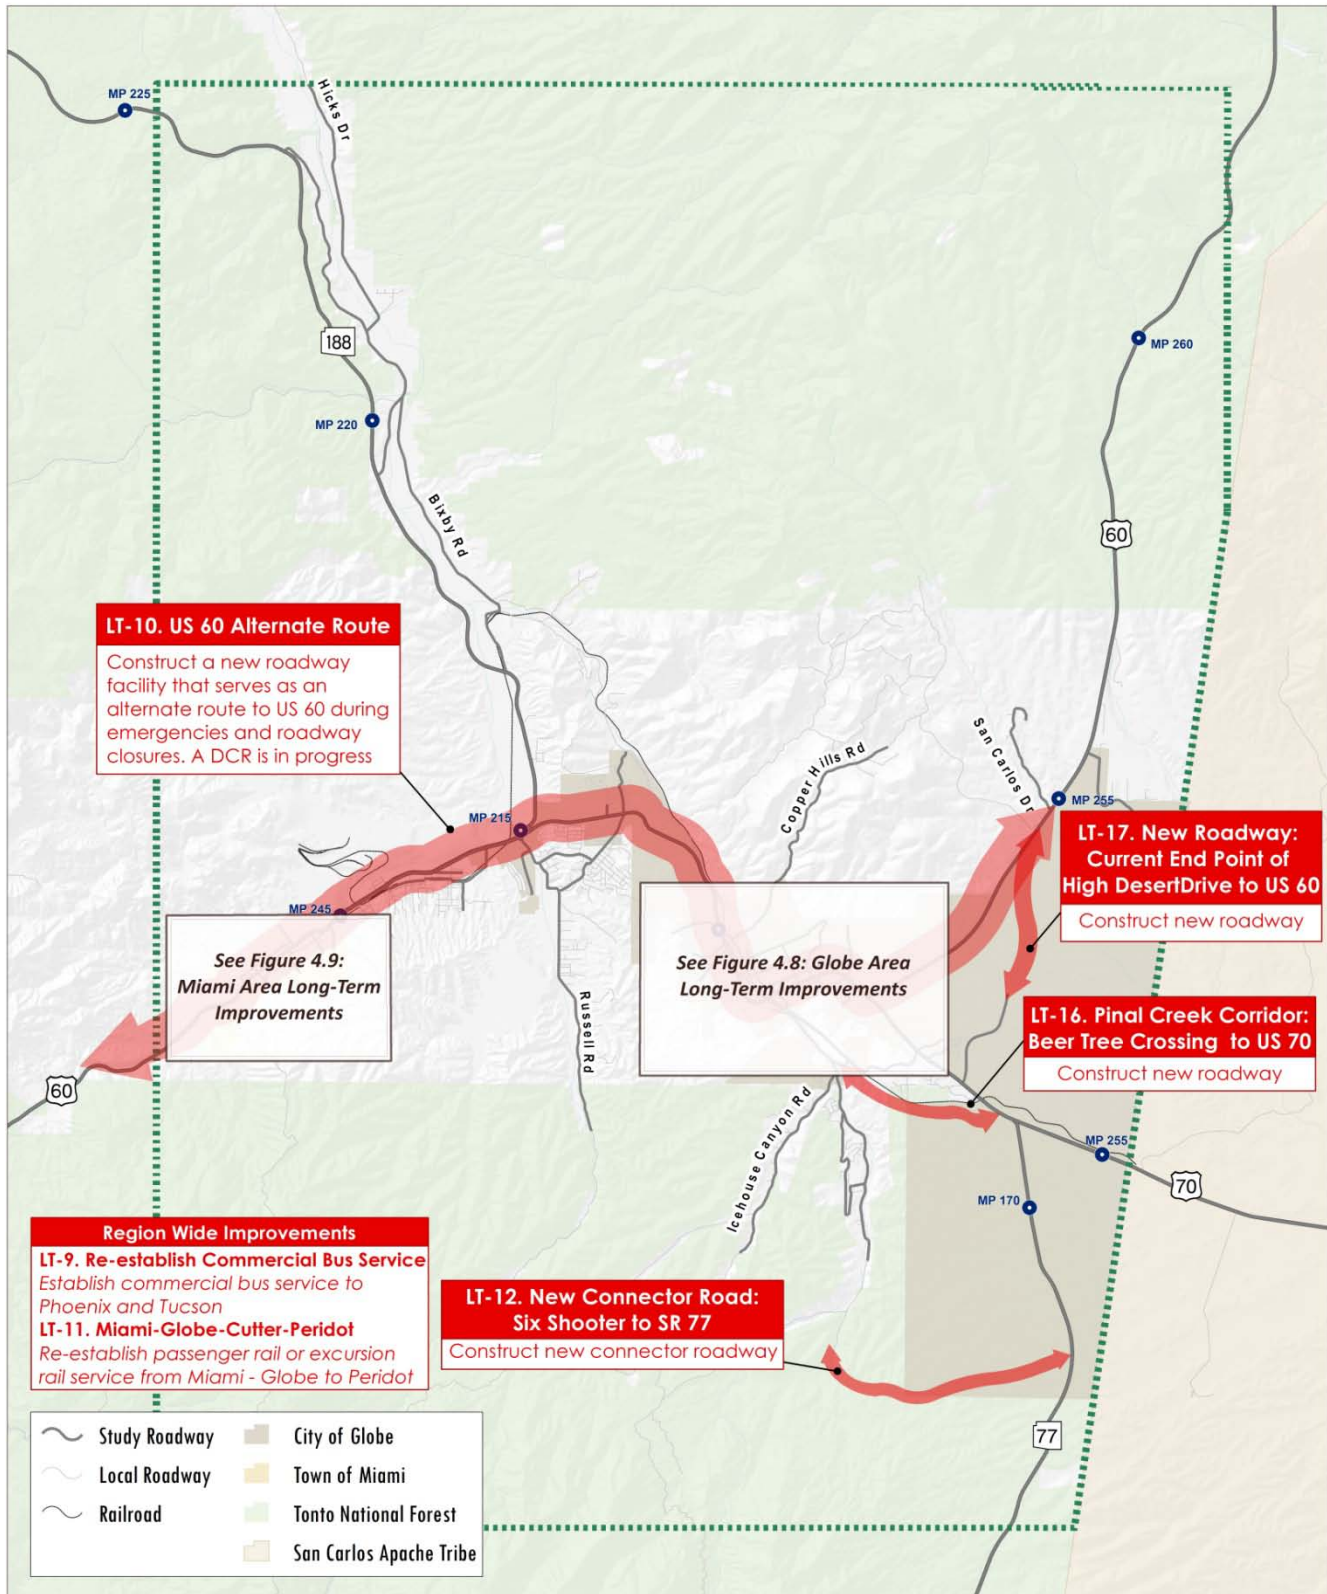 MP 225
Hicks Dr
188
MP 260
MP 220
60
Bixby Rd
LT-10. US 60 Alternate Route
Construct a new roadway
facility that serves as an
alternate route to US 60 during
emergencies and roadway
closures. A DCR is in progress
San Carlos Dr
Copper Hills Rd
MP 255
MP 215
LT-17. New Roadway:
Current End Point of
High DesertDrive to US 60
Construct new roadway
MP 245
See Figure 4.9:
Miami Area Long-Term
Improvements
See Figure 4.8: Globe Area
Long-Term Improvements
Russell Rd
LT-16. Pinal Creek Corridor:
Beer Tree Crossing to US 70
Construct new roadway
60
Icehouse Canyon Rd
MP 255
70
MP 170
Region Wide Improvements
LT-9. Re-establish Commercial Bus Service
Establish commercial bus service to
Phoenix and Tucson
LT-11. Miami-Globe-Cutter-Peridot
Re-establish passenger rail or excursion
rail service from Miami - Globe to Peridot
LT-12. New Connector Road:
Six Shooter to SR 77
Construct new connector roadway
77
Study Roadway
Local Roadway
Railroad
City of Globe
Town of Miami
Tonto National Forest
San Carlos Apache Tribe